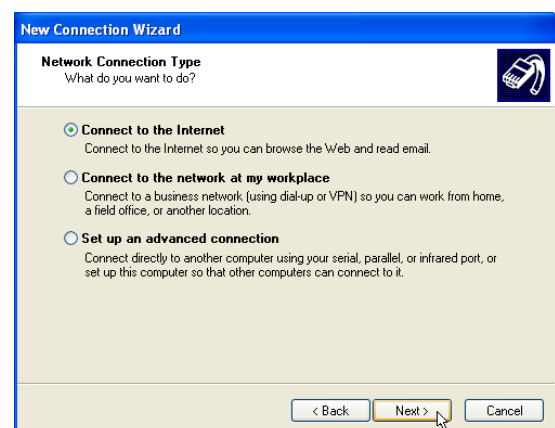 New Connection Wizard
Network Connection Type
What do you want to do?
Connect to the Internet
Connect to the Internet so you can browse the Web and read email.
Connect to the network at my workplace
Connect to a business network (using dial-up or VPN) so you can work from home,
a field office, or another location.
Set up an advanced connection
Connect directly to another computer using your serial, parallel, or infrared port, or
set up this computer so that other computers can connect to it.
< Back Next > Cancel